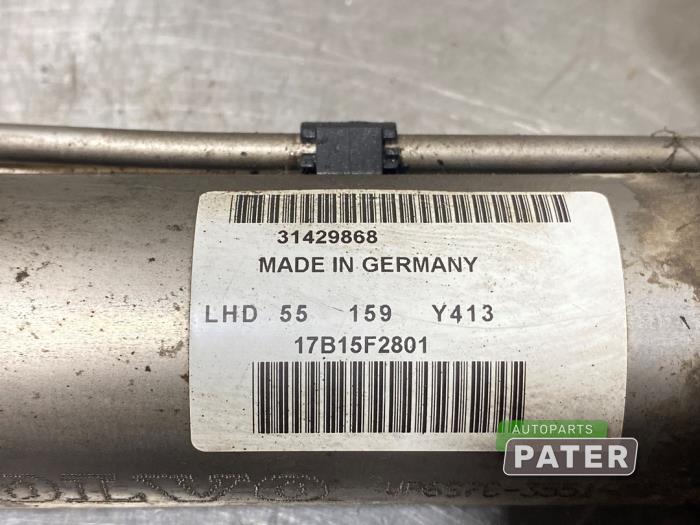 31429868
MADE IN GERMANY
LHD 55 159 Y413
17B15F2801
AUTOPARTS
PATER